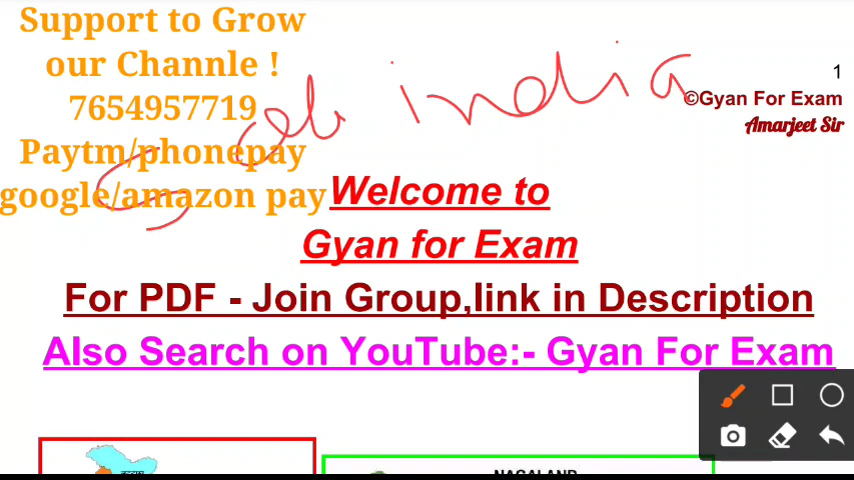 Support to Grow
our Channle !
7654957719
Paytm/phonepay
google/amazon pay
india
1
©Gyan For Exam
Amarjeet Sir
Welcome to
Gyan for Exam
For PDF - Join Group,link in Description
Also Search on YouTube:- Gyan For Exam
NAGALAND